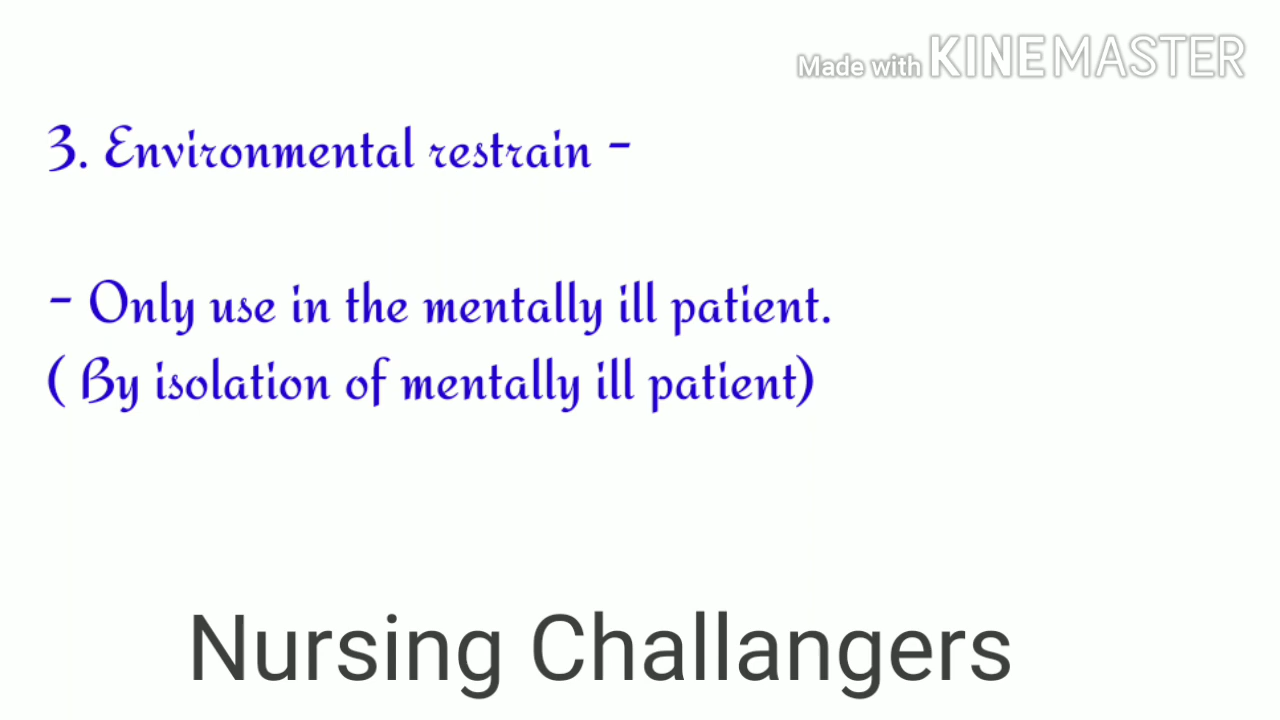 Made with KINEMASTER
3. Environmental restrain -
- Only use in the mentally ill patient.
( By isolation of mentally ill patient)
Nursing Challangers